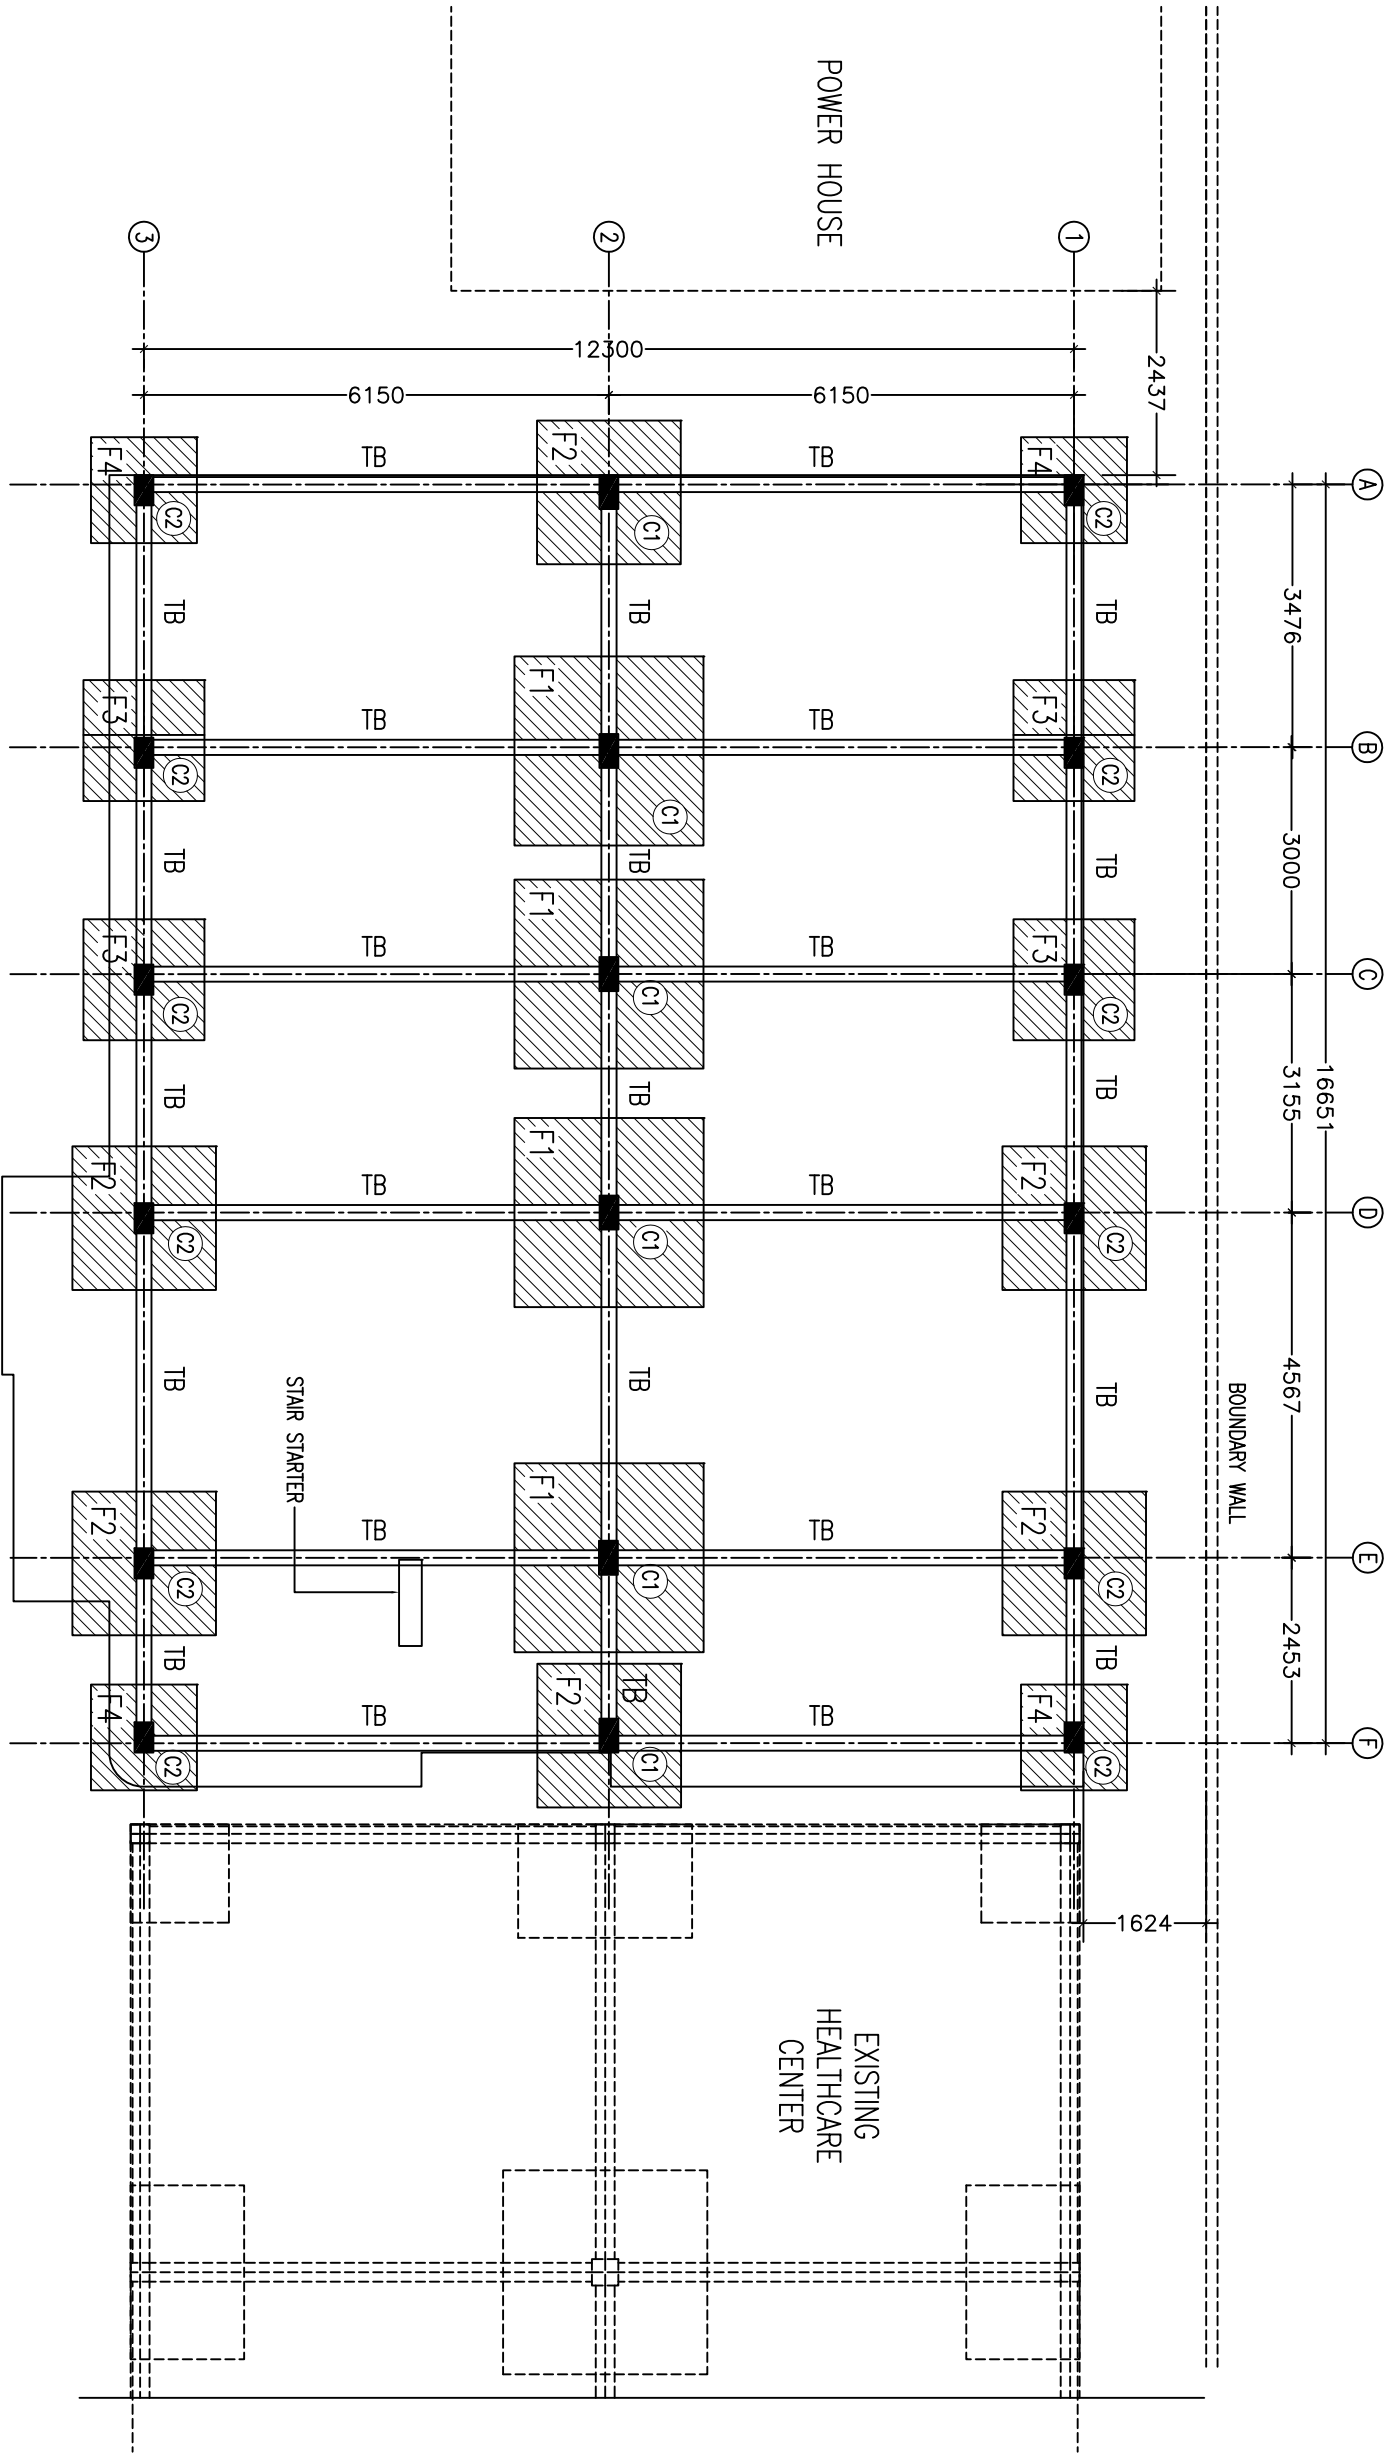 A
B
C
D
E
F
16651
3476
3000
3155
4567
2453
BOUNDARY WALL
2437
1624
1
F4
C2
TB
F3
C2
TB
F3
C2
TB
F2
C2
TB
F2
C2
TB
F4
C2
POWER HOUSE
EXISTING
HEALTHCARE
CENTER
6150
TB
TB
TB
TB
TB
TB
12300
2
F2
C1
TB
F1
C1
TB
F1
C1
TB
F1
C1
TB
F1
C1
TB
F2
C1
6150
TB
TB
TB
TB
TB
TB
STAIR STARTER
3
F4
C2
TB
F3
C2
TB
F3
C2
TB
F2
C2
TB
F2
C2
TB
F4
C2